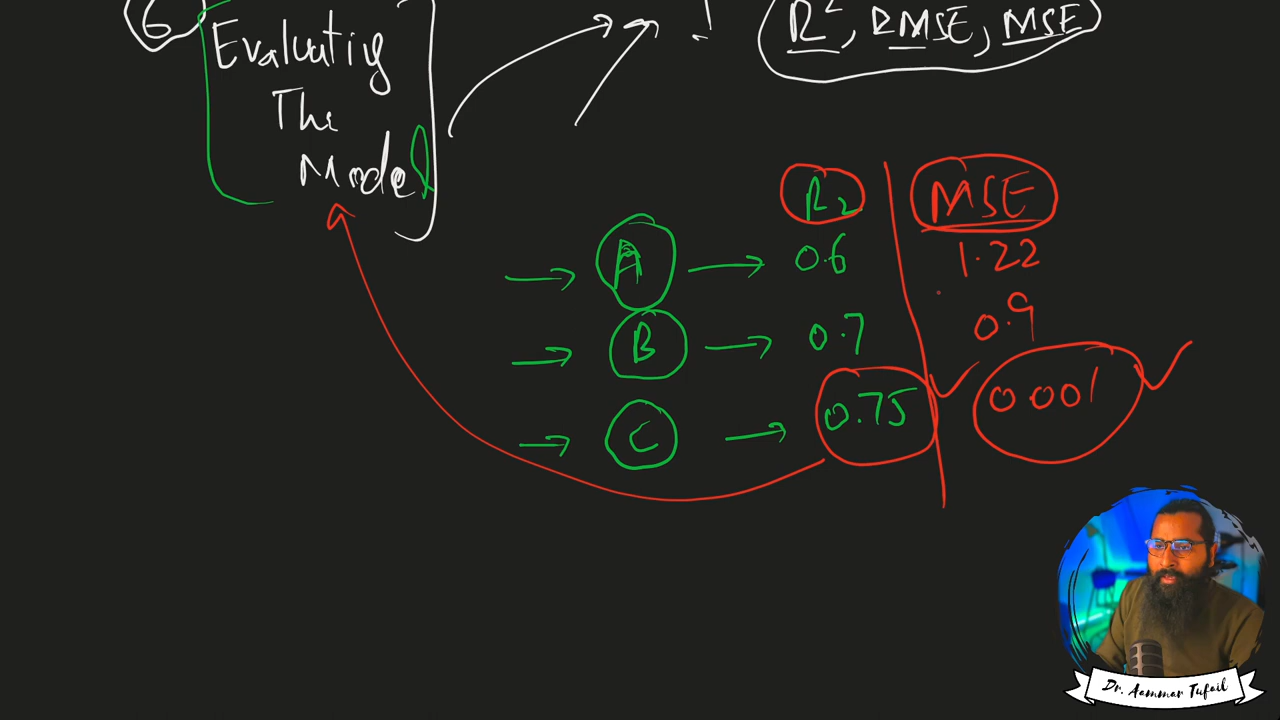 6
Evaluating
The
Model
R², RMSE, MSE
R2 MSE
A 0.6 1.22
B 0.7 0.9
C 0.75 0.001
Dr. Aammar Tufail